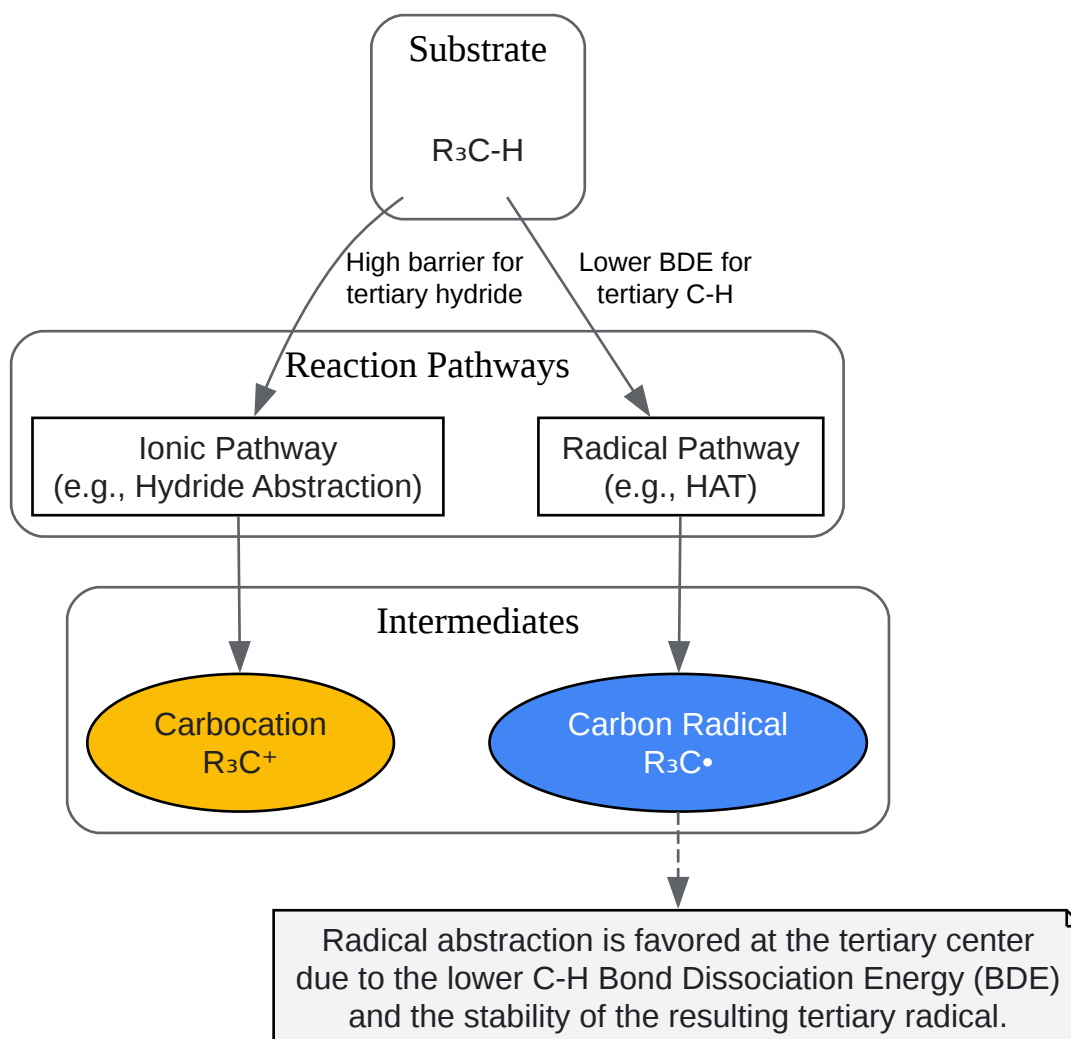 Substrate
R₃C-H
High barrier for
tertiary hydride
Lower BDE for
tertiary C-H
Reaction Pathways
Ionic Pathway
(e.g., Hydride Abstraction)
Radical Pathway
(e.g., HAT)
Intermediates
Carbocation
R₃C⁺
Carbon Radical
R₃C•
Radical abstraction is favored at the tertiary center
due to the lower C-H Bond Dissociation Energy (BDE)
and the stability of the resulting tertiary radical.